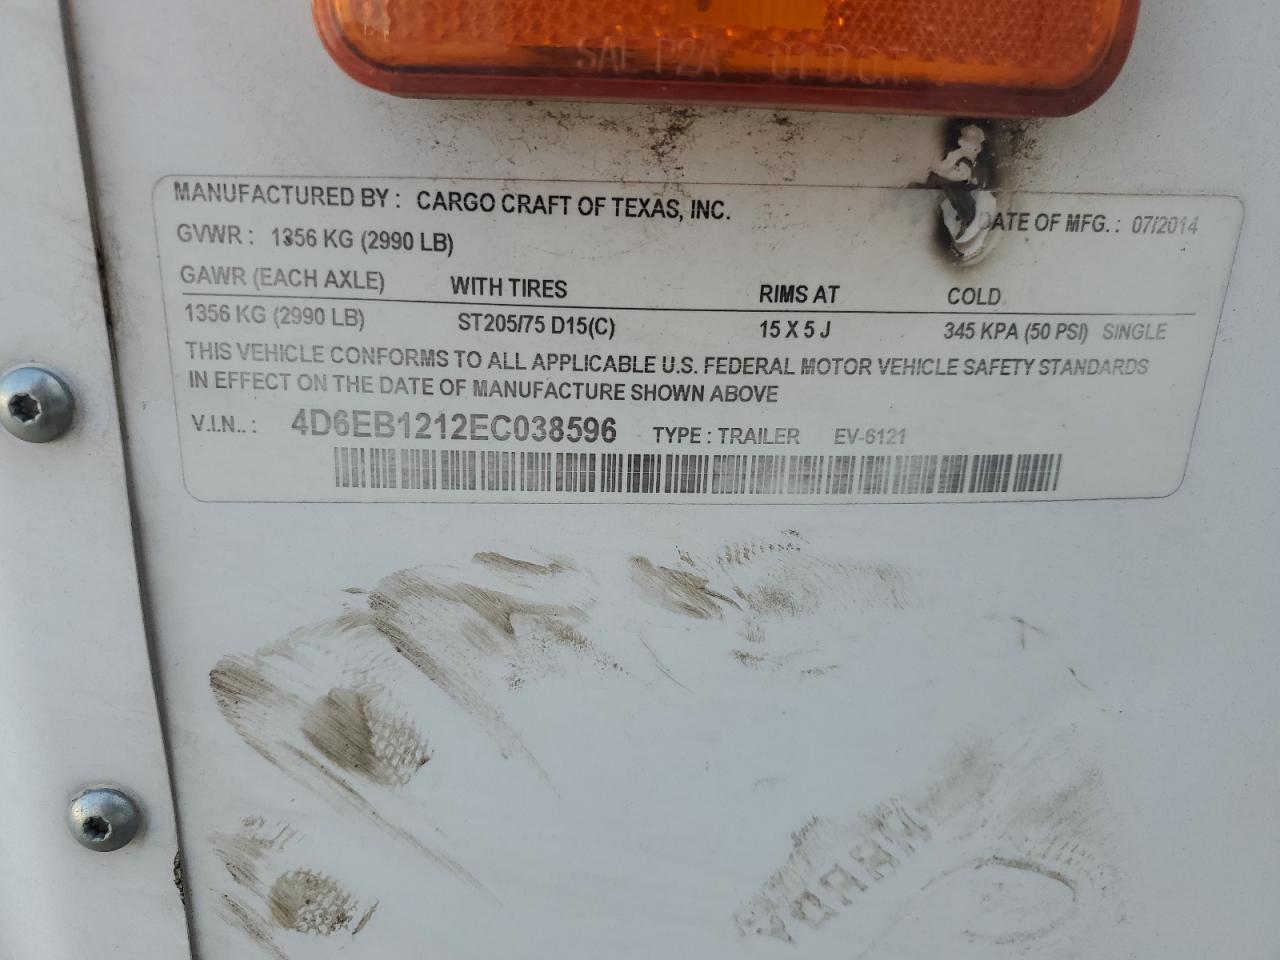 SAE P2A 01 D.O.T.
MANUFACTURED BY : CARGO CRAFT OF TEXAS, INC.
DATE OF MFG. : 07/2014
GVWR : 1356 KG (2990 LB)
GAWR (EACH AXLE) WITH TIRES RIMS AT COLD
1356 KG (2990 LB) ST205/75 D15(C) 15 X 5 J 345 KPA (50 PSI) SINGLE
THIS VEHICLE CONFORMS TO ALL APPLICABLE U.S. FEDERAL MOTOR VEHICLE SAFETY STANDARDS
IN EFFECT ON THE DATE OF MANUFACTURE SHOWN ABOVE
V.I.N.. : 4D6EB1212EC038596 TYPE : TRAILER EV-6121